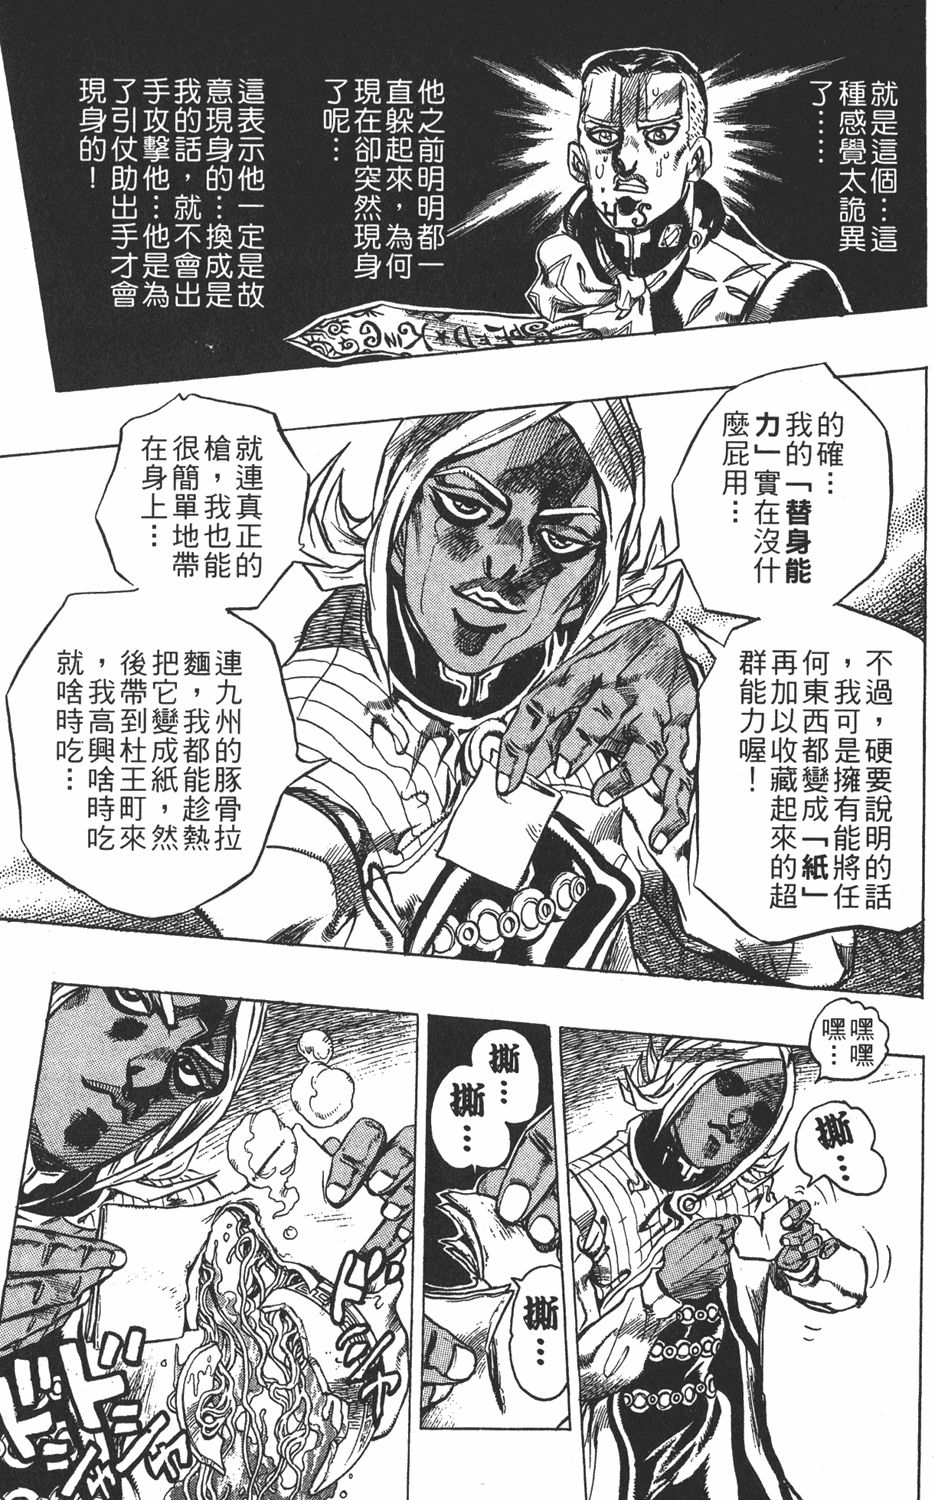 就是這個…這
種感覺太詭異
了……
他之前明明都一
直躲起來，為何
現在卻突然現身
了呢…
這表示他一定是故
意現身的…換成是
我的話，就不會出
手攻擊他…他是為
了引仗助出手才會
現身的！
的確…
我的「替身能
力」實在沒什
麼屁用…
不過，硬要說明的話
，我可是擁有能將任
何東西都變成「紙」
再加以收藏起來的超
群能力喔！
就連真正的
槍，我也能
很簡單地帶
在身上…
連九州的豚骨拉
麵，我都能趁熱
把它變成紙，然
後帶到杜王町來
，我高興啥時吃
就啥時吃…
嘿嘿
嘿…
撕…
撕…
撕…
撕…
ドジャ
ドドジャ